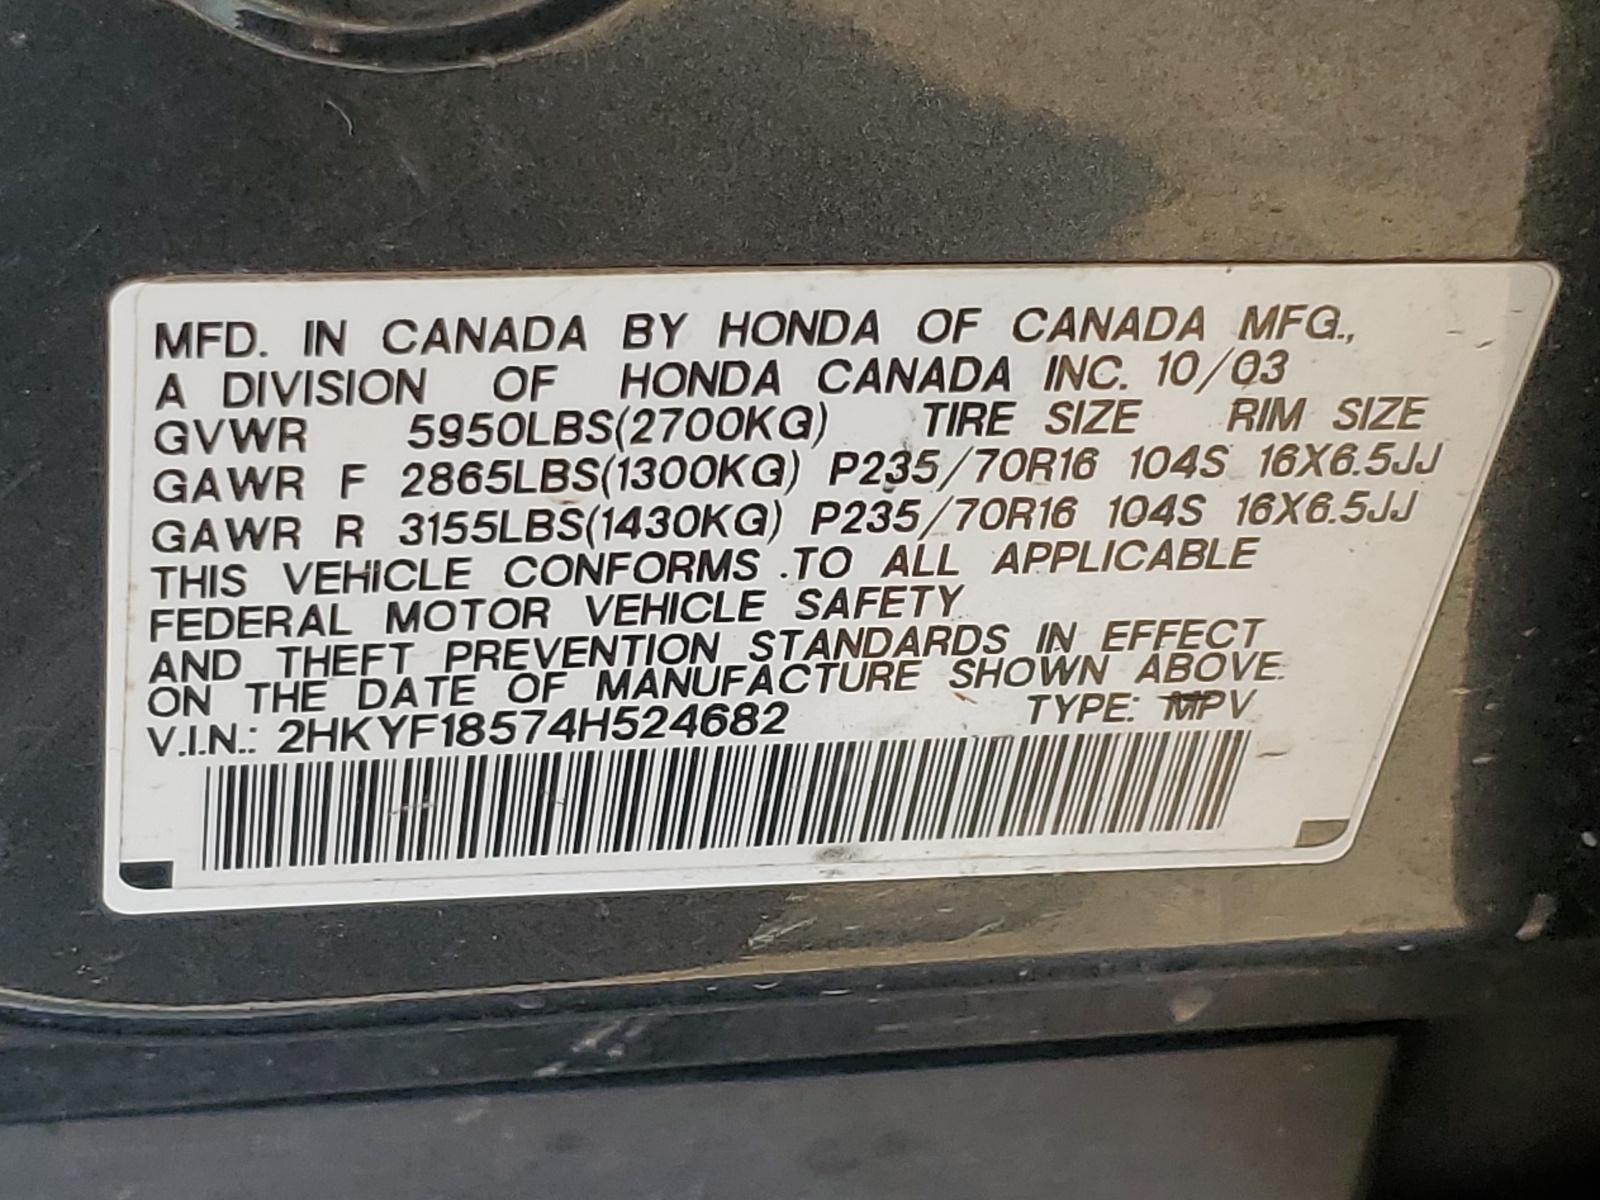 MFD. IN CANADA BY HONDA OF CANADA MFG.,
A DIVISION OF HONDA CANADA INC. 10/03
GVWR 5950LBS(2700KG) TIRE SIZE RIM SIZE
GAWR F 2865LBS(1300KG) P235/70R16 104S 16X6.5JJ
GAWR R 3155LBS(1430KG) P235/70R16 104S 16X6.5JJ
THIS VEHICLE CONFORMS TO ALL APPLICABLE
FEDERAL MOTOR VEHICLE SAFETY
AND THEFT PREVENTION STANDARDS IN EFFECT
ON THE DATE OF MANUFACTURE SHOWN ABOVE.
V.I.N.: 2HKYF18574H524682 TYPE: MPV